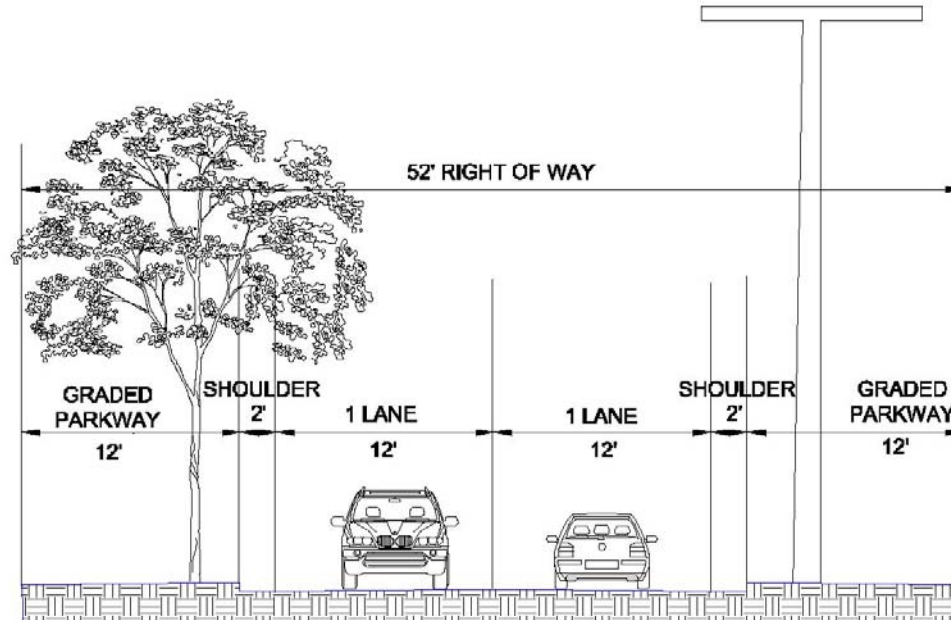 52' RIGHT OF WAY
GRADED
PARKWAY
12'
SHOULDER
2'
1 LANE
12'
1 LANE
12'
SHOULDER
2'
GRADED
PARKWAY
12'